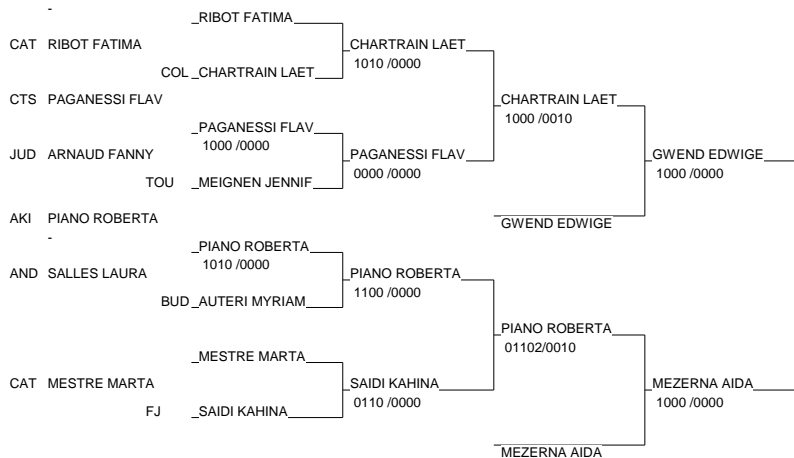 -
_RIBOT FATIMA
CAT RIBOT FATIMA
CHARTRAIN LAET
1010 /0000
COL _CHARTRAIN LAET
CTS PAGANESSI FLAV
CHARTRAIN LAET
1000 /0010
_PAGANESSI FLAV
1000 /0000
JUD ARNAUD FANNY
PAGANESSI FLAV
0000 /0000
GWEND EDWIGE
1000 /0000
TOU _MEIGNEN JENNIF
AKI PIANO ROBERTA
GWEND EDWIGE
-
_PIANO ROBERTA
1010 /0000
AND SALLES LAURA
PIANO ROBERTA
1100 /0000
BUD _AUTERI MYRIAM
PIANO ROBERTA
01102/0010
_MESTRE MARTA
CAT MESTRE MARTA
SAIDI KAHINA
0110 /0000
MEZERNA AIDA
1000 /0000
FJ _SAIDI KAHINA
MEZERNA AIDA